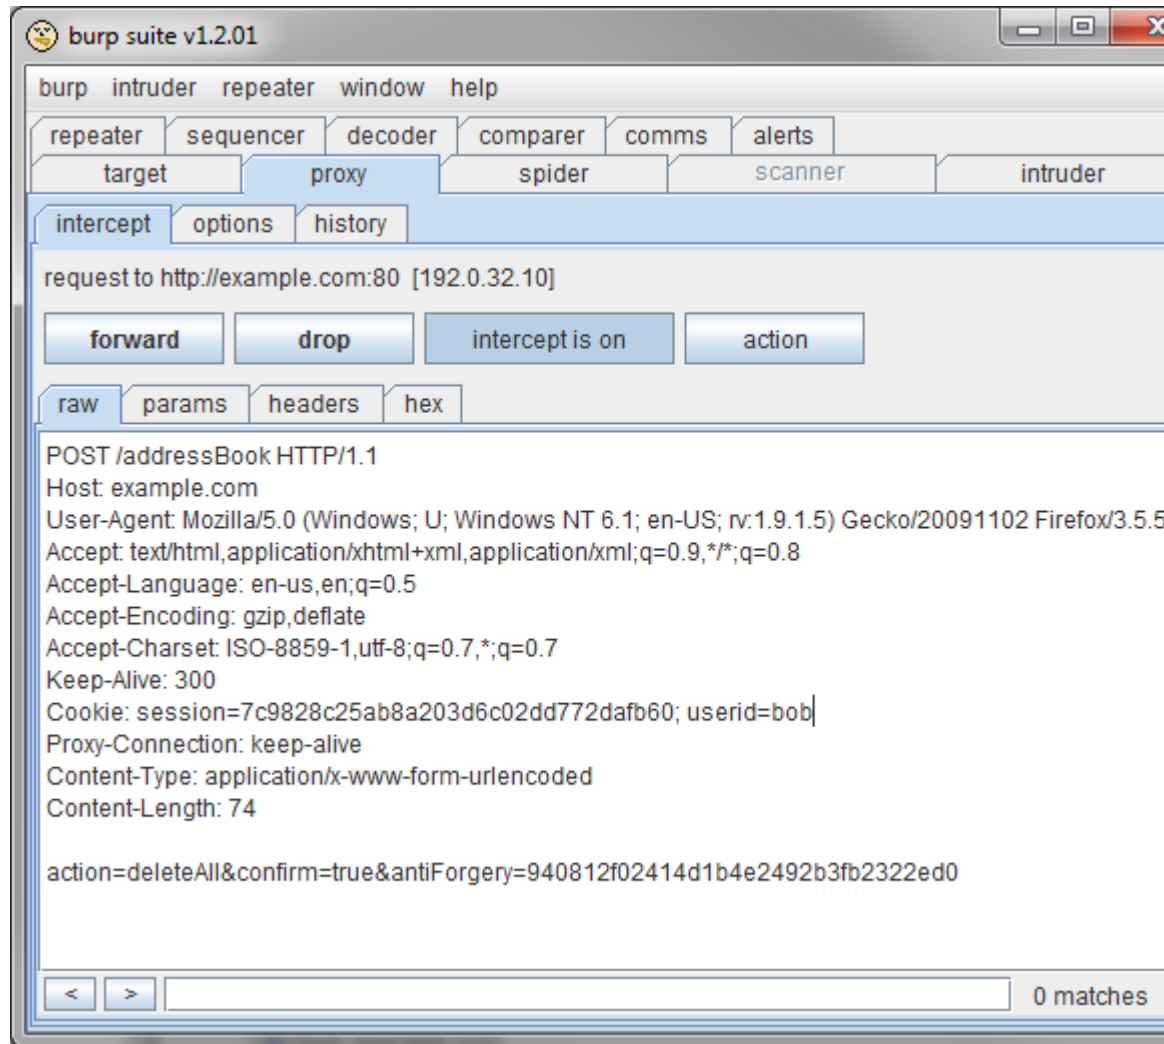 burp suite v1.2.01
burp intruder repeater window help
repeater sequencer decoder comparer comms alerts
target proxy spider scanner intruder
intercept options history
request to http://example.com:80 [192.0.32.10]
forward drop intercept is on action
raw params headers hex
POST /addressBook HTTP/1.1
Host: example.com
User-Agent: Mozilla/5.0 (Windows; U; Windows NT 6.1; en-US; rv:1.9.1.5) Gecko/20091102 Firefox/3.5.5
Accept: text/html,application/xhtml+xml,application/xml;q=0.9,*/*;q=0.8
Accept-Language: en-us,en;q=0.5
Accept-Encoding: gzip,deflate
Accept-Charset: ISO-8859-1,utf-8;q=0.7,*;q=0.7
Keep-Alive: 300
Cookie: session=7c9828c25ab8a203d6c02dd772dafb60; userid=bob
Proxy-Connection: keep-alive
Content-Type: application/x-www-form-urlencoded
Content-Length: 74
action=deleteAll&confirm=true&antiForgery=940812f02414d1b4e2492b3fb2322ed0
< > 0 matches